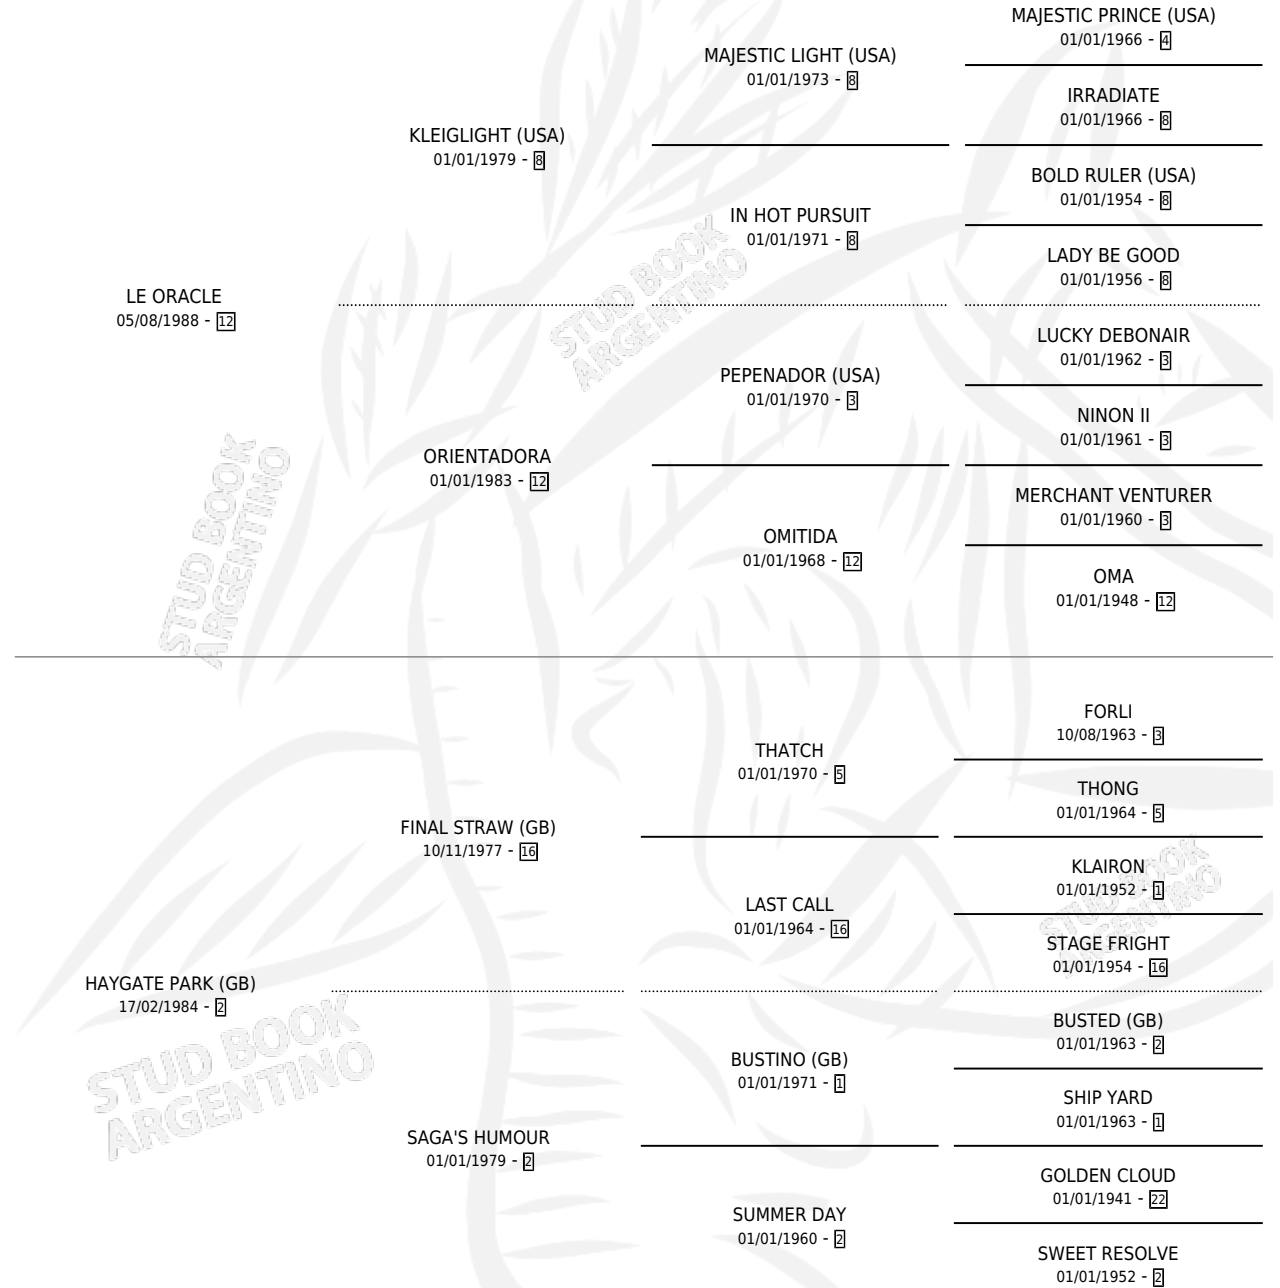 MAJESTIC PRINCE (USA)
01/01/1966 - 4
MAJESTIC LIGHT (USA)
01/01/1973 - 8
IRRADIATE
01/01/1966 - 8
KLEIGLIGHT (USA)
01/01/1979 - 8
BOLD RULER (USA)
01/01/1954 - 8
IN HOT PURSUIT
01/01/1971 - 8
LADY BE GOOD
01/01/1956 - 8
LE ORACLE
05/08/1988 - 12
STUD BOOK
ARGENTINO
LUCKY DEBONAIR
01/01/1962 - 3
PEPENADOR (USA)
01/01/1970 - 3
NINON II
01/01/1961 - 3
ORIENTADORA
01/01/1983 - 12
MERCHANT VENTURER
01/01/1960 - 3
OMITIDA
01/01/1968 - 12
OMA
01/01/1948 - 12
STUD BOOK
ARGENTINO
FORLI
10/08/1963 - 3
THATCH
01/01/1970 - 5
THONG
01/01/1964 - 5
FINAL STRAW (GB)
10/11/1977 - 16
KLAIRON
01/01/1952 - 1
LAST CALL
01/01/1964 - 16
STAGE FRIGHT
01/01/1954 - 16
STUD BOOK
ARGENTINO
HAYGATE PARK (GB)
17/02/1984 - 2
STUD BOOK
ARGENTINO
BUSTED (GB)
01/01/1963 - 2
BUSTINO (GB)
01/01/1971 - 1
SHIP YARD
01/01/1963 - 1
SAGA'S HUMOUR
01/01/1979 - 2
GOLDEN CLOUD
01/01/1941 - 22
SUMMER DAY
01/01/1960 - 2
SWEET RESOLVE
01/01/1952 - 2